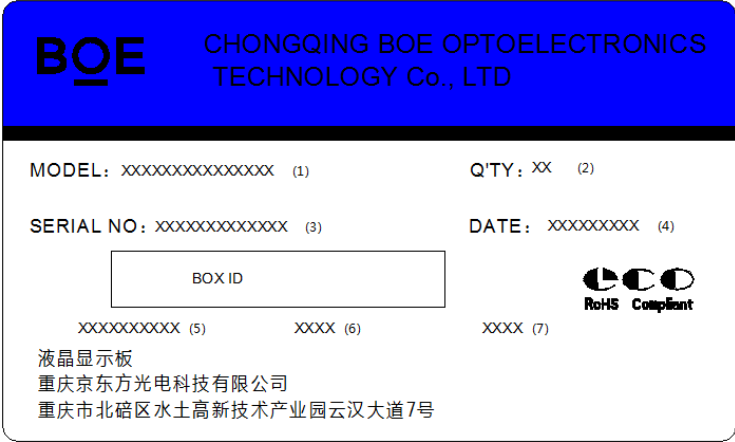 BOE
CHONGQING BOE OPTOELECTRONICS
TECHNOLOGY Co., LTD
MODEL: XXXXXXXXXXXXXXX (1) Q'TY: XX (2)
SERIAL NO: XXXXXXXXXXXXX (3) DATE: XXXXXXXXX (4)
BOX ID
eco
RoHS Compliant
XXXXXXXXXX (5) XXXX (6) XXXX (7)
液晶显示板
重庆京东方光电科技有限公司
重庆市北碚区水土高新技术产业园云汉大道7号